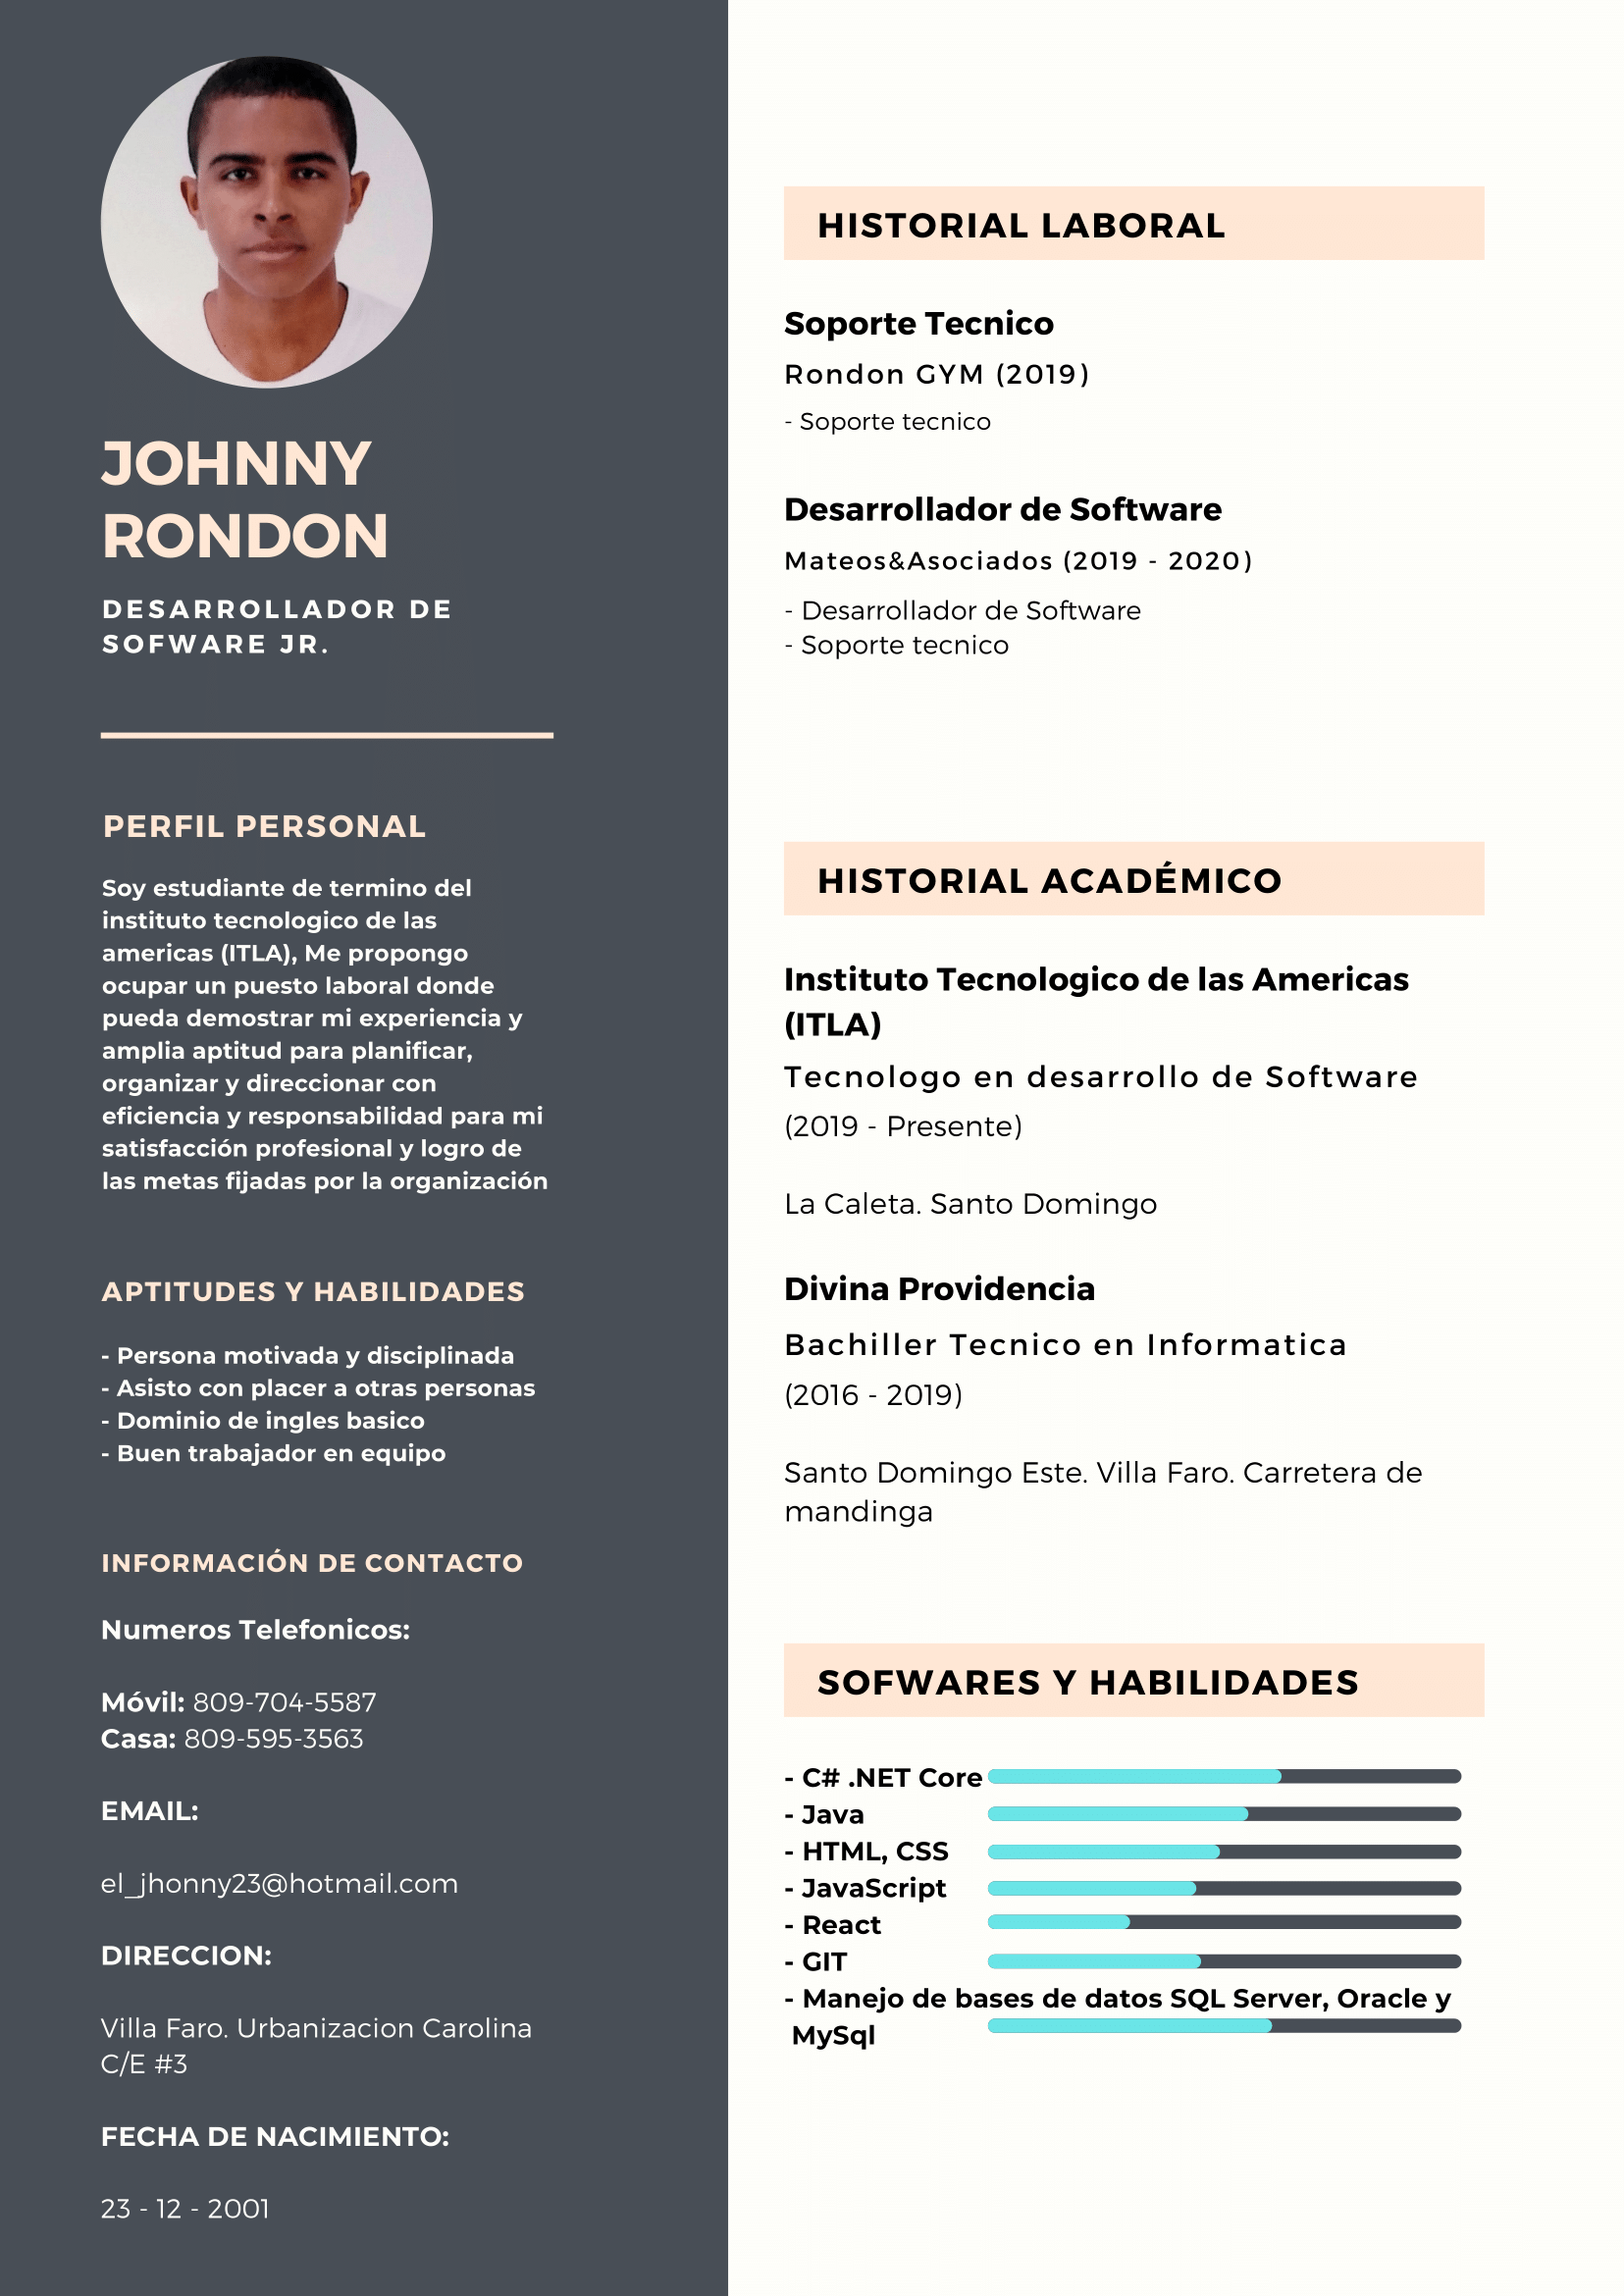 JOHNNY
RONDON
DESARROLLADOR DE
SOFWARE JR.
PERFIL PERSONAL
Soy estudiante de termino del
instituto tecnologico de las
americas (ITLA), Me propongo
ocupar un puesto laboral donde
pueda demostrar mi experiencia y
amplia aptitud para planificar,
organizar y direccionar con
eficiencia y responsabilidad para mi
satisfacción profesional y logro de
las metas fijadas por la organización
APTITUDES Y HABILIDADES
- Persona motivada y disciplinada
- Asisto con placer a otras personas
- Dominio de ingles basico
- Buen trabajador en equipo
INFORMACIÓN DE CONTACTO
Numeros Telefonicos:
Móvil: 809-704-5587
Casa: 809-595-3563
EMAIL:
el_jhonny23@hotmail.com
DIRECCION:
Villa Faro. Urbanizacion Carolina
C/E #3
FECHA DE NACIMIENTO:
23 - 12 - 2001
HISTORIAL LABORAL
Soporte Tecnico
Rondon GYM (2019)
- Soporte tecnico
Desarrollador de Software
Mateos&Asociados (2019 - 2020)
- Desarrollador de Software
- Soporte tecnico
HISTORIAL ACADÉMICO
Instituto Tecnologico de las Americas
(ITLA)
Tecnologo en desarrollo de Software
(2019 - Presente)
La Caleta. Santo Domingo
Divina Providencia
Bachiller Tecnico en Informatica
(2016 - 2019)
Santo Domingo Este. Villa Faro. Carretera de
mandinga
SOFWARES Y HABILIDADES
- C# .NET Core
- Java
- HTML, CSS
- JavaScript
- React
- GIT
- Manejo de bases de datos SQL Server, Oracle y
MySql